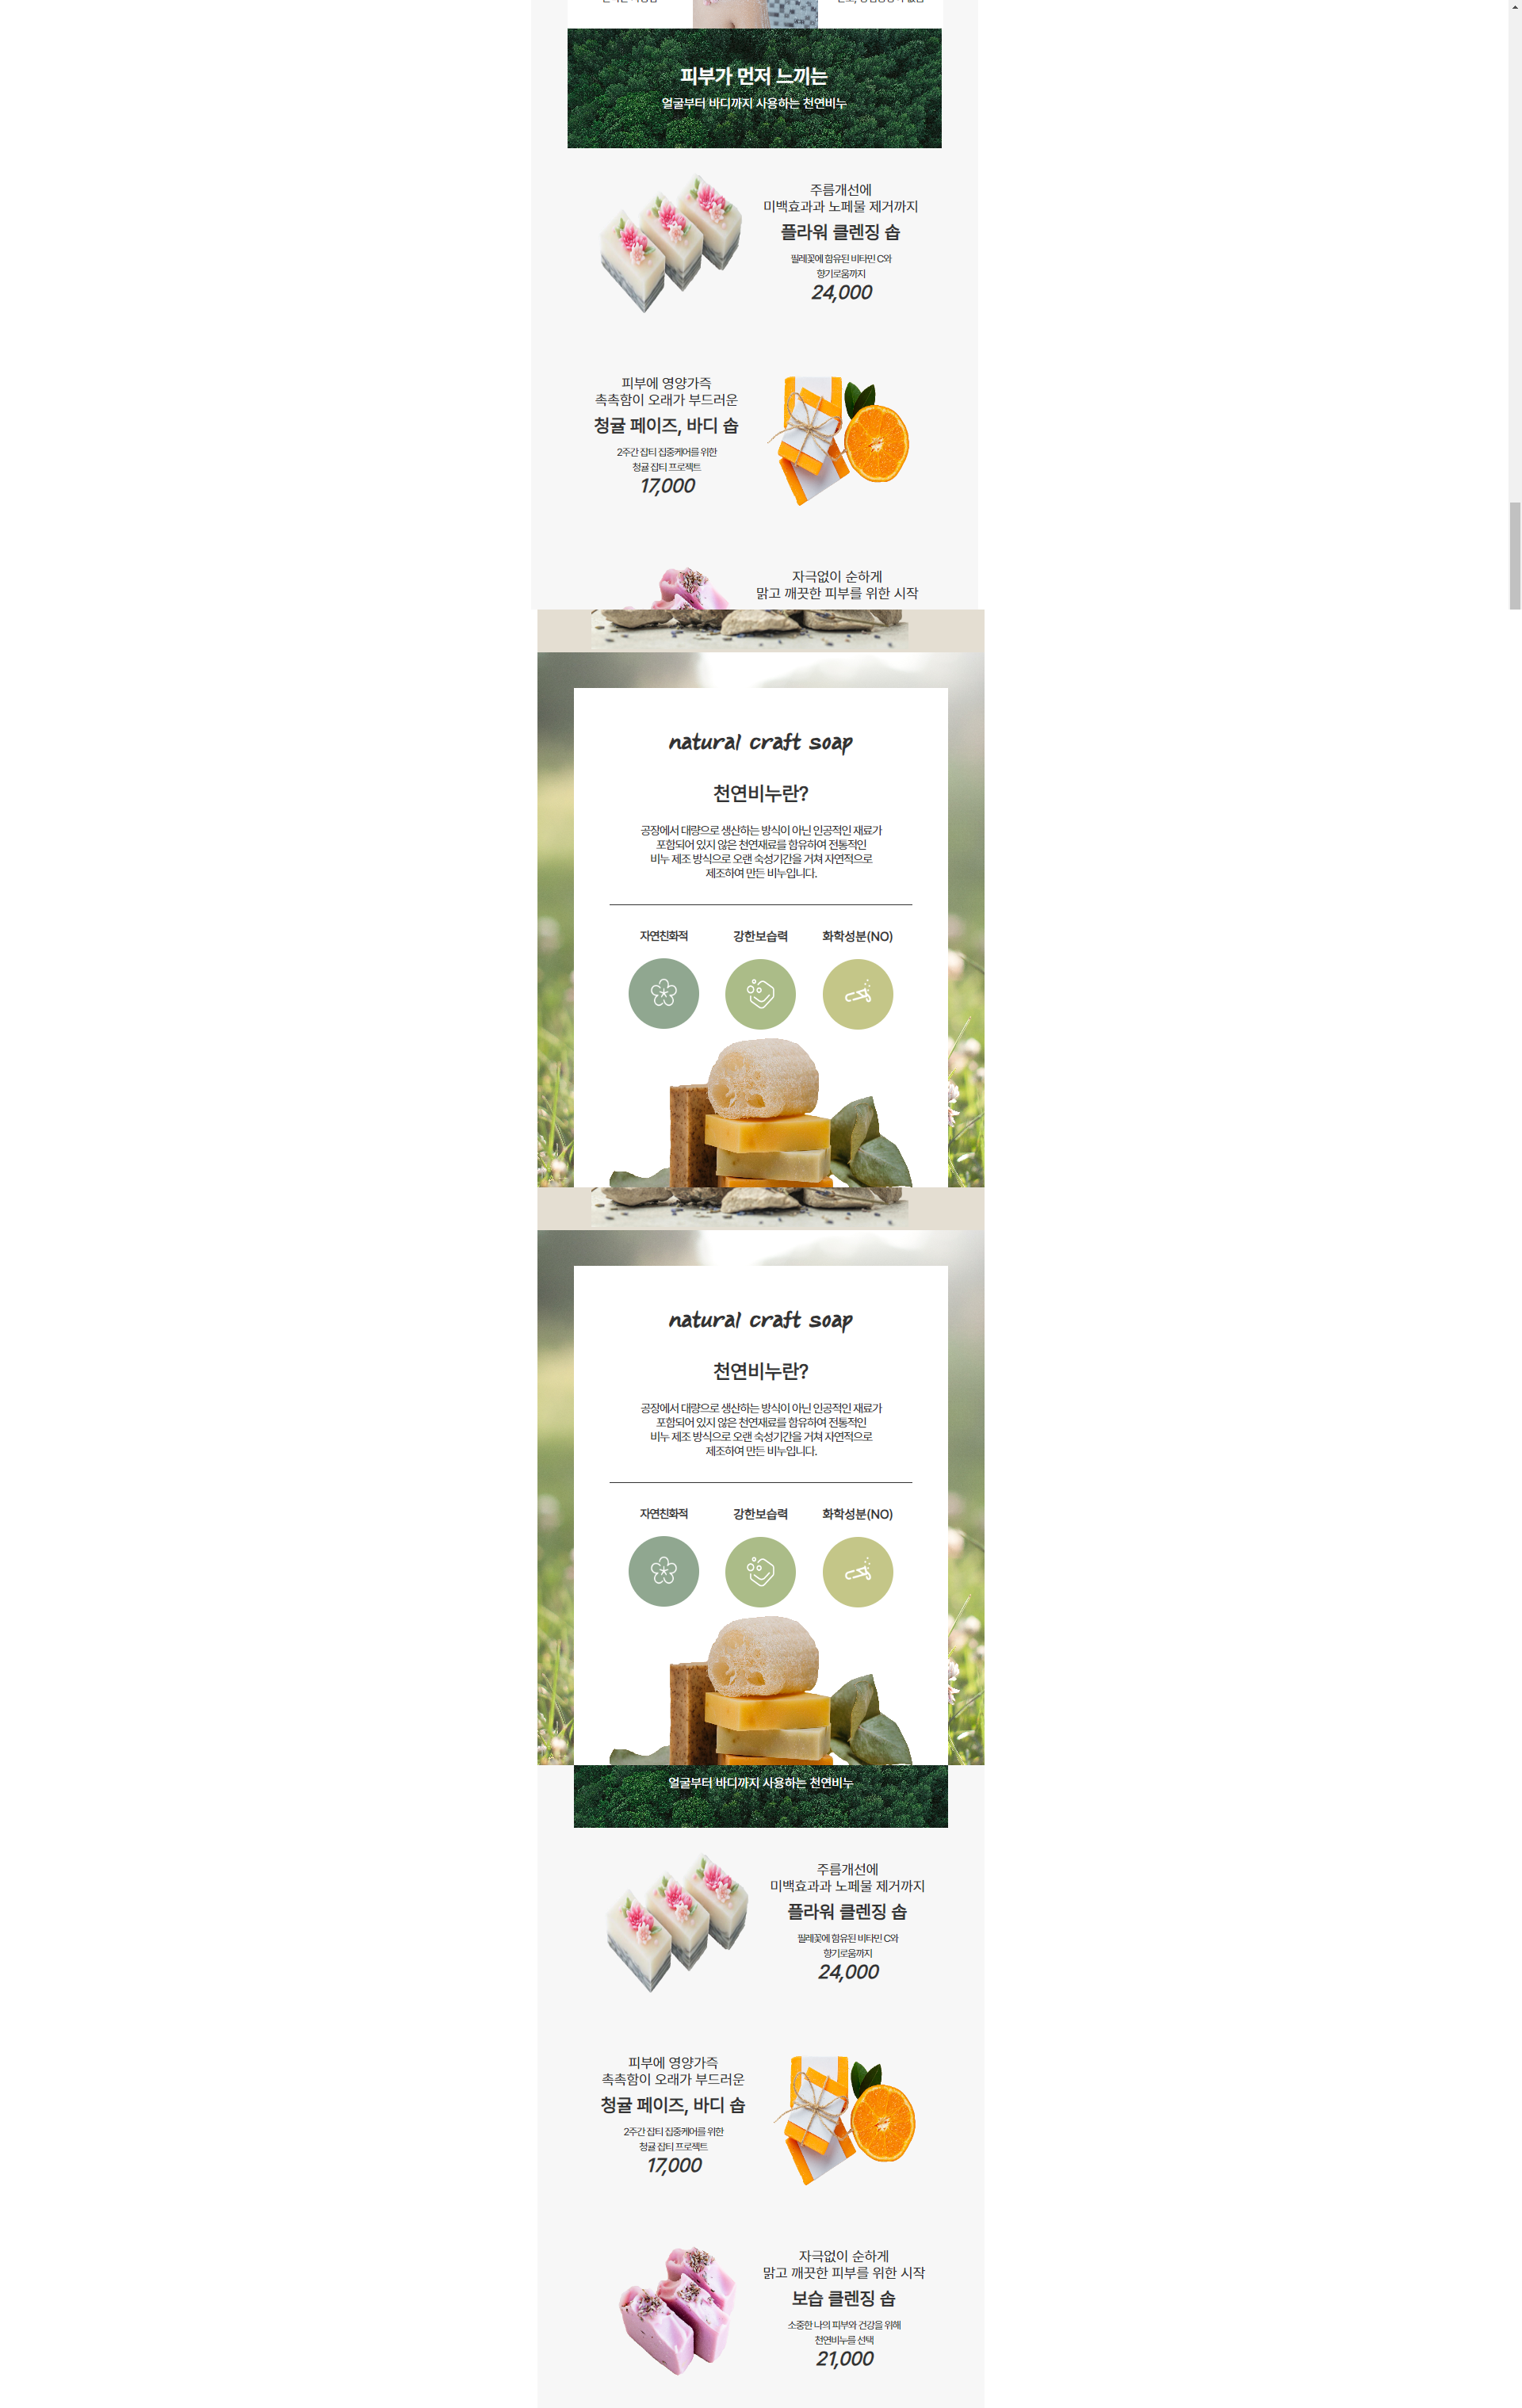 피부가 먼저 느끼는
얼굴부터 바디까지 사용하는 천연비누
주름개선에
미백효과과 노페물 제거까지
플라워 클렌징 솝
찔레꽃에 함유된 비타민 C와
향기로움까지
24,000
피부에 영양가즉
촉촉함이 오래가 부드러운
청귤 페이즈, 바디 솝
2주간 잡티 집중케어를 위한
청귤 잡티 프로젝트
17,000
자극없이 순하게
맑고 깨끗한 피부를 위한 시작
natural craft soap
천연비누란?
공장에서 대량으로 생산하는 방식이 아닌 인공적인 재료가
포함되어 있지 않은 천연재료를 함유하여 전통적인
비누 제조 방식으로 오랜 숙성기간을 거쳐 자연적으로
제조하여 만든 비누입니다.
자연친화적
강한보습력
화학성분(NO)
natural craft soap
천연비누란?
공장에서 대량으로 생산하는 방식이 아닌 인공적인 재료가
포함되어 있지 않은 천연재료를 함유하여 전통적인
비누 제조 방식으로 오랜 숙성기간을 거쳐 자연적으로
제조하여 만든 비누입니다.
자연친화적
강한보습력
화학성분(NO)
얼굴부터 바디까지 사용하는 천연비누
주름개선에
미백효과과 노페물 제거까지
플라워 클렌징 솝
찔레꽃에 함유된 비타민 C와
향기로움까지
24,000
피부에 영양가즉
촉촉함이 오래가 부드러운
청귤 페이즈, 바디 솝
2주간 잡티 집중케어를 위한
청귤 잡티 프로젝트
17,000
자극없이 순하게
맑고 깨끗한 피부를 위한 시작
보습 클렌징 솝
소중한 나의 피부와 건강을 위해
천연비누를 선택
21,000